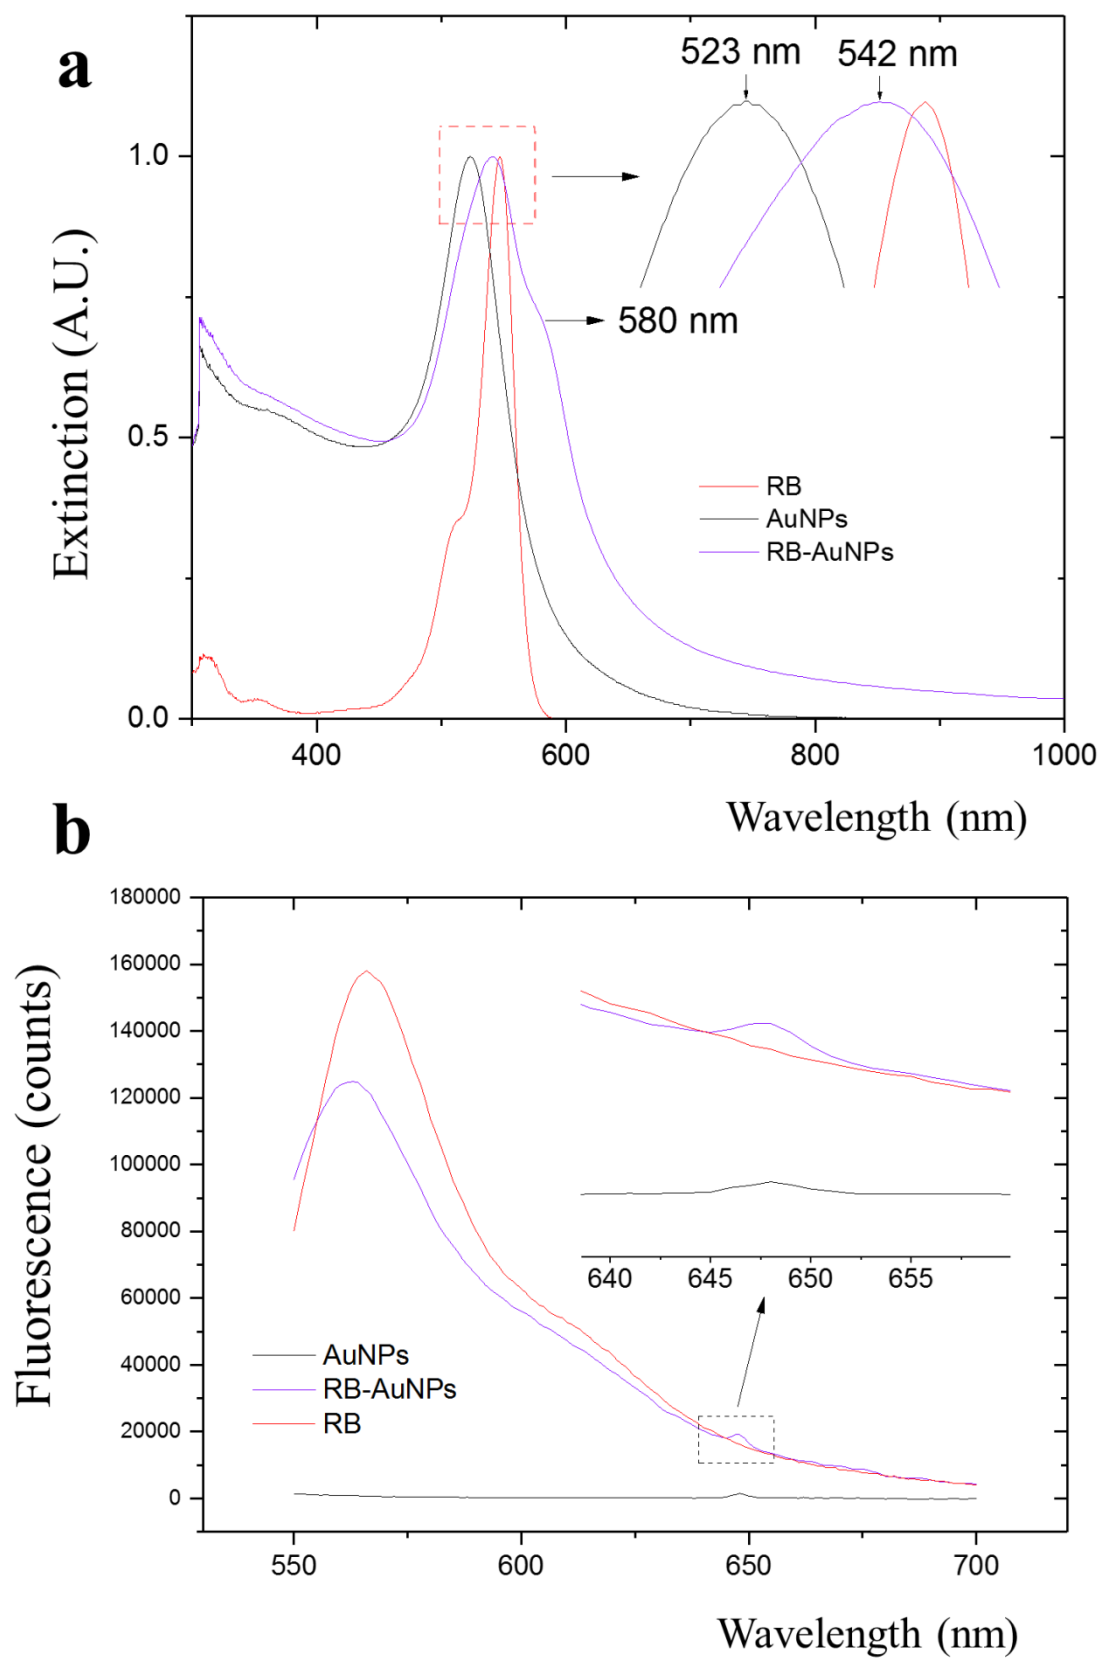 a
523 nm 542 nm
1.0
580 nm
0.5
RB
AuNPs
RB-AuNPs
0.0
400 600 800 1000
Extinction (A.U.)
Wavelength (nm)
b
180000
160000
140000
120000
100000
80000
60000
40000
20000
0
640 645 650 655
AuNPs
RB-AuNPs
RB
550 600 650 700
Fluorescence (counts)
Wavelength (nm)